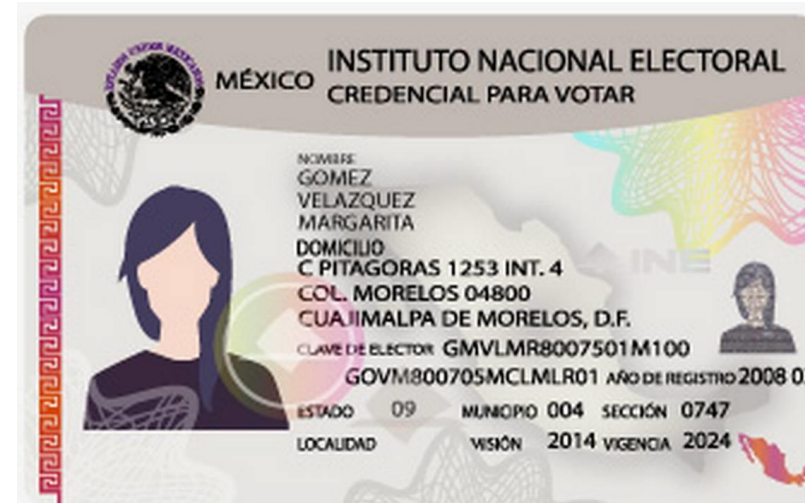 MÉXICO
INSTITUTO NACIONAL ELECTORAL
CREDENCIAL PARA VOTAR
NOMBRE
GOMEZ
VELAZQUEZ
MARGARITA
DOMICILIO
C PITAGORAS 1253 INT. 4
COL. MORELOS 04800
CUAJIMALPA DE MORELOS, D.F.
INE
CLAVE DE ELECTOR GMVLMR8007501M100
GOVM800705MCLMLR01 AÑO DE REGISTRO 2008 0
ESTADO 09 MUNICIPIO 004 SECCIÓN 0747
LOCALIDAD MISIÓN 2014 VIGENCIA 2024